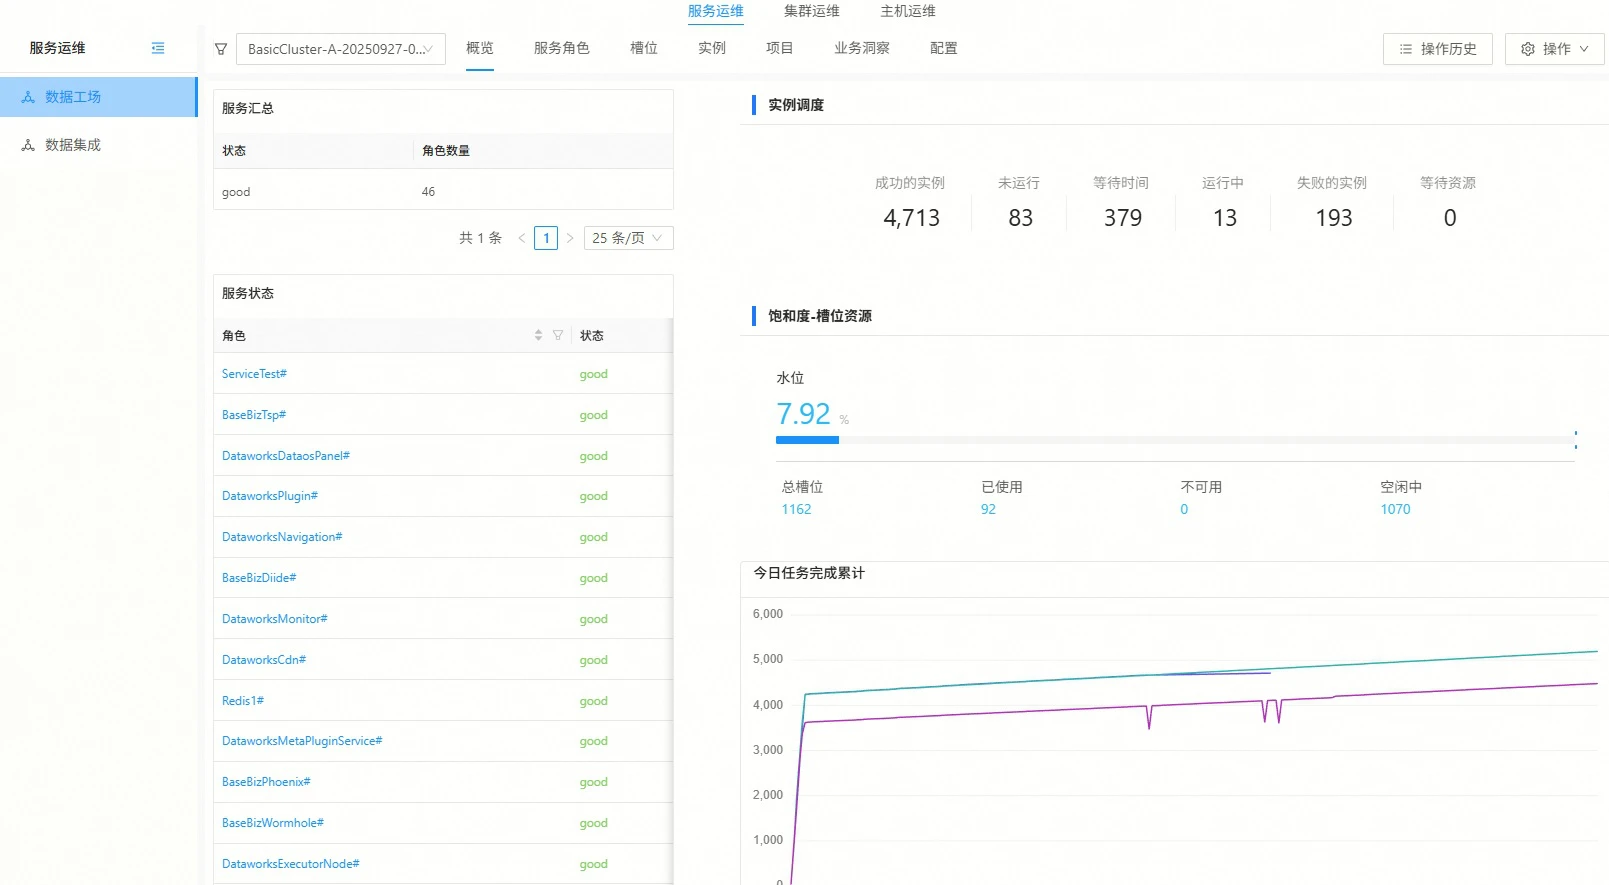 服务运维 集群运维 主机运维
服务运维
BasicCluster-A-20250927-0... 概览 服务角色 槽位 实例 项目 业务洞察 配置 操作历史 操作
数据工场
数据集成
服务汇总
状态 角色数量
good 46
共 1 条 < 1 > 25 条/页
服务状态
角色 状态
ServiceTest# good
BaseBizTsp# good
DataworksDataosPanel# good
DataworksPlugin# good
DataworksNavigation# good
BaseBizDiide# good
DataworksMonitor# good
DataworksCdn# good
Redis1# good
DataworksMetaPluginService# good
BaseBizPhoenix# good
BaseBizWormhole# good
DataworksExecutorNode# good
实例调度
成功的实例 未运行 等待时间 运行中 失败的实例 等待资源
4,713 83 379 13 193 0
饱和度-槽位资源
水位
7.92 %
总槽位 已使用 不可用 空闲中
1162 92 0 1070
今日任务完成累计
6,000
5,000
4,000
3,000
2,000
1,000
0